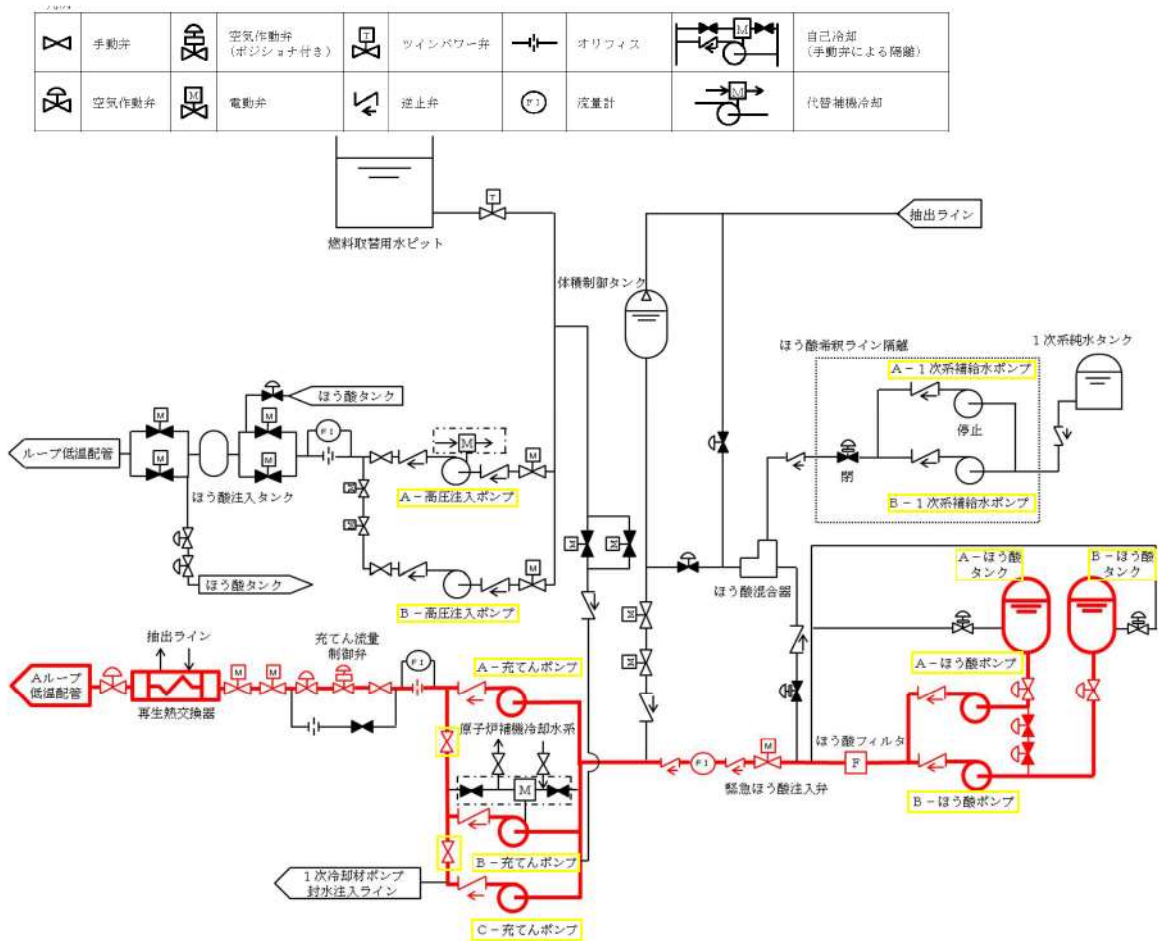 手動弁
空気作動弁
(ポジショナ付き)
T
ツインパワー弁
オリフィス
M
自己冷却
(手動弁による隔離)
空気作動弁
M
電動弁
逆止弁
FI
流量計
M
代替補機冷却
T
燃料取替用水ピット
抽出ライン
体積制御タンク
ほう酸希釈ライン隔離
1次系純水タンク
A-1次系補給水ポンプ
停止
閉
B-1次系補給水ポンプ
ほう酸タンク
M
M
FI
M
M
ループ低温配管
M
M
ほう酸注入タンク
A-高圧注入ポンプ
M
M
ほう酸タンク
M
B-高圧注入ポンプ
M
M
ほう酸混合器
M
M
A-ほう酸
タンク
B-ほう酸
タンク
抽出ライン
充てん流量
制御弁
FI
Aループ
低温配管
M
M
再生熱交換器
A-充てんポンプ
原子炉補機冷却水系
M
B-充てんポンプ
1次冷却材ポンプ
封水注入ライン
C-充てんポンプ
FI
M
緊急ほう酸注入弁
ほう酸フィルタ
F
A-ほう酸ポンプ
B-ほう酸ポンプ